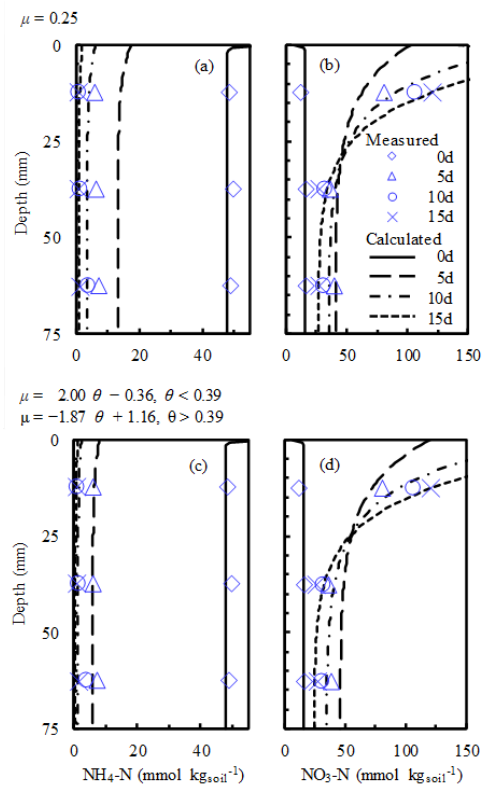 μ = 0.25
0
25
50
75
Depth (mm)
(a)
(b)
Measured
0d
5d
10d
15d
Calculated
0d
5d
10d
15d
0 20 40
0 50 100 150
μ = 2.00 θ − 0.36, θ < 0.39
μ = −1.87 θ + 1.16, θ > 0.39
0
25
50
75
Depth (mm)
(c)
(d)
0 20 40
0 50 100 150
NH₄-N (mmol kgsoil⁻¹)
NO₃-N (mmol kgsoil⁻¹)